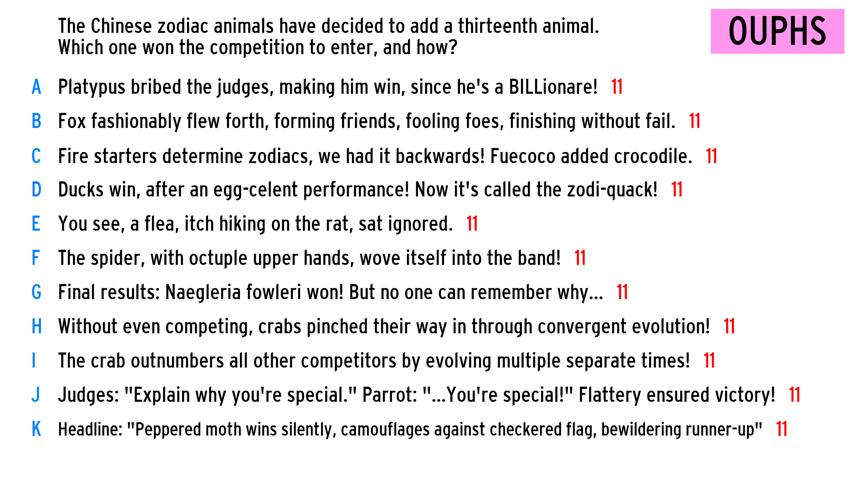 The Chinese zodiac animals have decided to add a thirteenth animal.
Which one won the competition to enter, and how?
OUPHS
A Platypus bribed the judges, making him win, since he's a BILLionare! 11
B Fox fashionably flew forth, forming friends, fooling foes, finishing without fail. 11
C Fire starters determine zodiacs, we had it backwards! Fuecoco added crocodile. 11
D Ducks win, after an egg-celent performance! Now it's called the zodi-quack! 11
E You see, a flea, itch hiking on the rat, sat ignored. 11
F The spider, with octuple upper hands, wove itself into the band! 11
G Final results: Naegleria fowleri won! But no one can remember why... 11
H Without even competing, crabs pinched their way in through convergent evolution! 11
I The crab outnumbers all other competitors by evolving multiple separate times! 11
J Judges: "Explain why you're special." Parrot: "...You're special!" Flattery ensured victory! 11
K Headline: "Peppered moth wins silently, camouflages against checkered flag, bewildering runner-up" 11